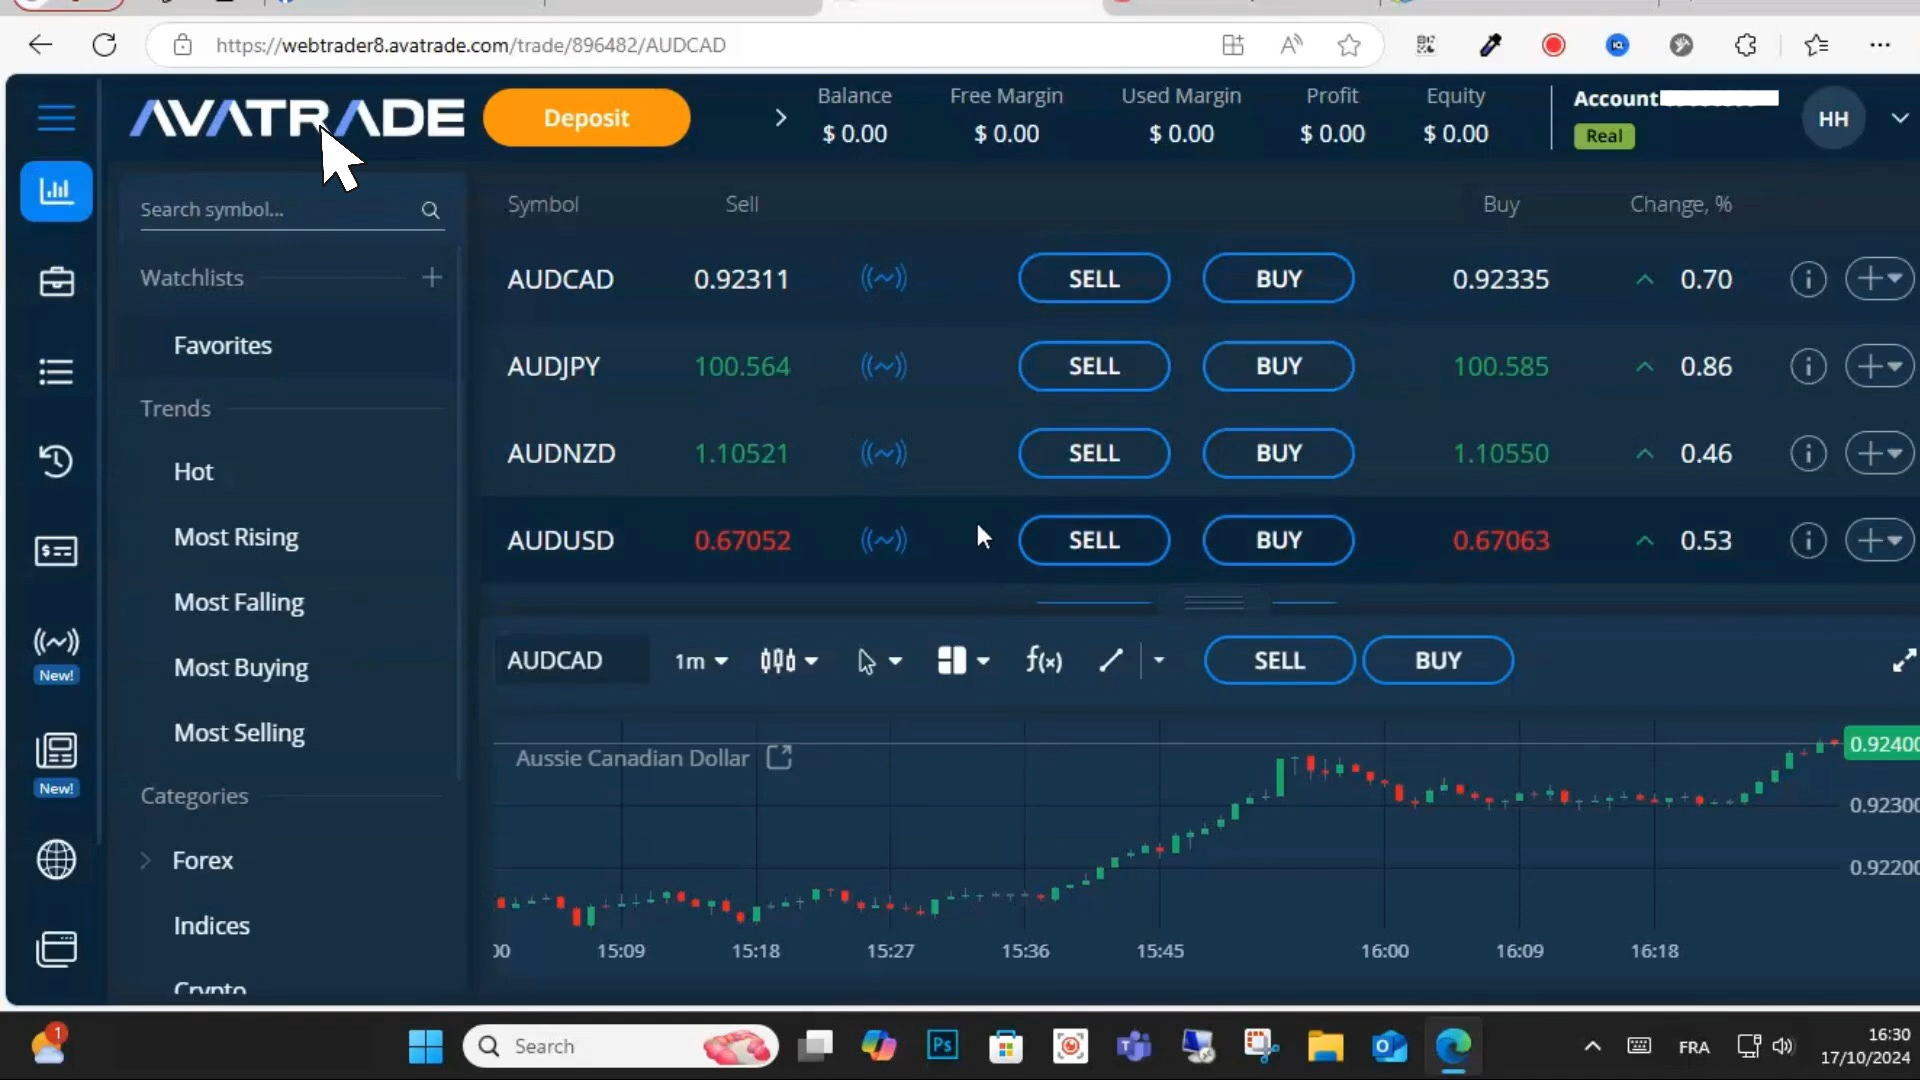 https://webtrader8.avatrade.com/trade/896482/AUDCAD
AVATRADE
Deposit
Balance
$ 0.00
Free Margin
$ 0.00
Used Margin
$ 0.00
Profit
$ 0.00
Equity
$ 0.00
Account
Real
HH
Search symbol...
Watchlists
Favorites
Trends
Hot
Most Rising
Most Falling
Most Buying
Most Selling
Categories
Forex
Indices
Crypto
New!
New!
Symbol Sell Buy Change, %
AUDCAD 0.92311 SELL BUY 0.92335 0.70
AUDJPY 100.564 SELL BUY 100.585 0.86
AUDNZD 1.10521 SELL BUY 1.10550 0.46
AUDUSD 0.67052 SELL BUY 0.67063 0.53
AUDCAD 1m f(x) SELL BUY
Aussie Canadian Dollar
0.92400
0.92300
0.92200
00 15:09 15:18 15:27 15:36 15:45 16:00 16:09 16:18
1
Search
Ps
FRA
16:30
17/10/2024